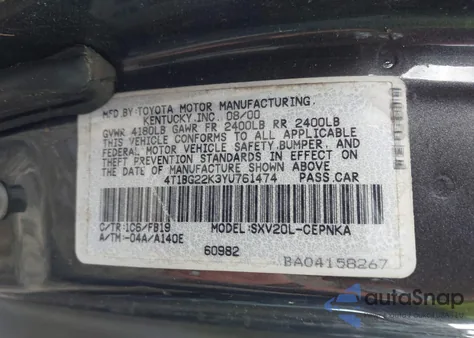 MFD BY: TOYOTA MOTOR MANUFACTURING
KENTUCKY, INC. 08/00
GVWR 4180LB GAWR FR 2400LB RR 2400LB
THIS VEHICLE CONFORMS TO ALL APPLICABLE
FEDERAL MOTOR VEHICLE SAFETY, BUMPER, AND
THEFT PREVENTION STANDARDS IN EFFECT ON
THE DATE OF MANUFACTURE SHOWN ABOVE.
4T1BG22K3YU761474 PASS.CAR
C/TR:1C6/FB19 MODEL:SXV20L-CEPNKA
A/TM:-04A/A140E
60982
BA04158267
autoSnap